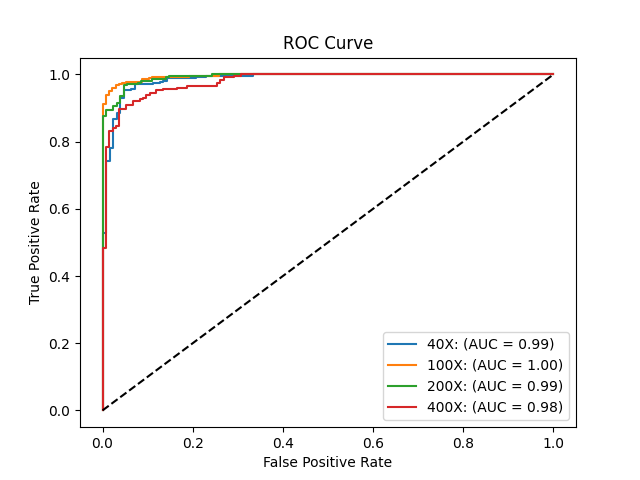 ROC Curve
True Positive Rate
1.0
0.8
0.6
0.4
0.2
0.0
40X: (AUC = 0.99)
100X: (AUC = 1.00)
200X: (AUC = 0.99)
400X: (AUC = 0.98)
0.0 0.2 0.4 0.6 0.8 1.0
False Positive Rate